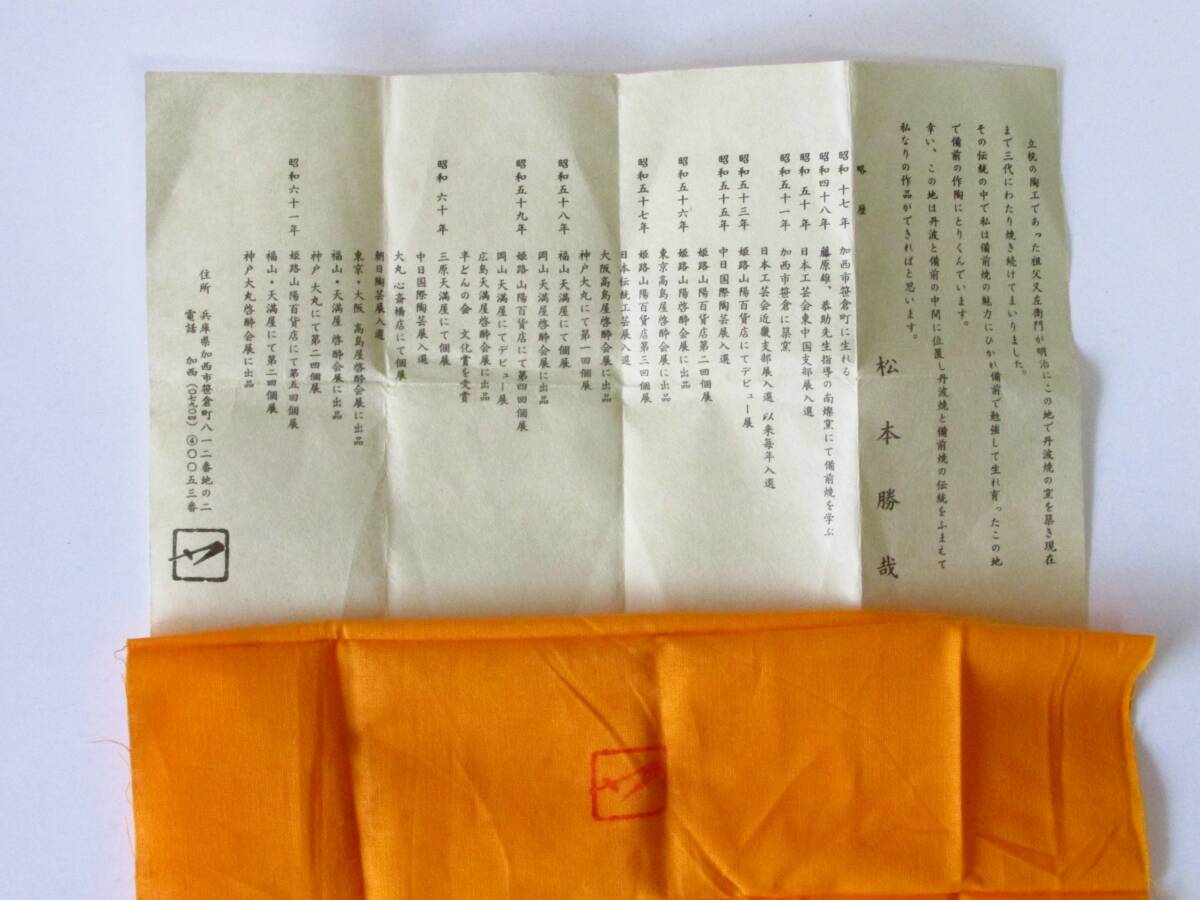 立杭の陶工であった祖父又左衛門が明治にこの地で丹波焼の窯を築き現在
まで三代にわたり焼き続けてまいりました。
その伝統の中で私は備前焼の魅力にひかれ備前で勉強して生れ育ったこの地
で備前の作陶にとりくんでいます。
幸い、この地は丹波と備前の中間に位置し丹波焼と備前焼の伝統をふまえて
私なりの作品ができればと思います。
松本勝哉
略歴
昭和十七年 加西市笹倉町に生れる
昭和四十八年 藤原雄、恭助先生指導の南燦窯にて備前焼を学ぶ
昭和五十年 日本工芸会東中国支部展入選
昭和五十一年 加西市笹倉に築窯
日本工芸会近畿支部展入選 以来毎年入選
昭和五十三年 姫路山陽百貨店にてデビュー展
昭和五十五年 中日国際陶芸展入選
姫路山陽百貨店第二回個展
昭和五十六年 姫路山陽百貨店啓酔会に出品
東京高島屋啓酔会展に出品
昭和五十七年 姫路山陽百貨店第三回個展
日本伝統工芸展入選
大阪高島屋啓酔会展に出品
神戸大丸にて第一回個展
昭和五十八年 福山天満屋にて個展
岡山天満屋啓酔会展に出品
昭和五十九年 姫路山陽百貨店にて第四回個展
岡山天満屋にてデビュー展
広島天満屋啓酔会展に出品
半どんの会 文化賞を受賞
昭和六十年 三原天満屋にて個展
中日国際陶芸展入選
大丸心斎橋店にて個展
朝日陶芸展入選
東京・大阪 高島屋啓酔会展に出品
福山・天満屋 啓酔会展に出品
神戸大丸にて第二回個展
昭和六十一年 姫路山陽百貨店にて第五回個展
福山・天満屋にて第二回個展
神戸大丸啓酔会展に出品
住所 兵庫県加西市笹倉町八一二番地の二
電話 加西(〇七九〇四)④〇〇五三番